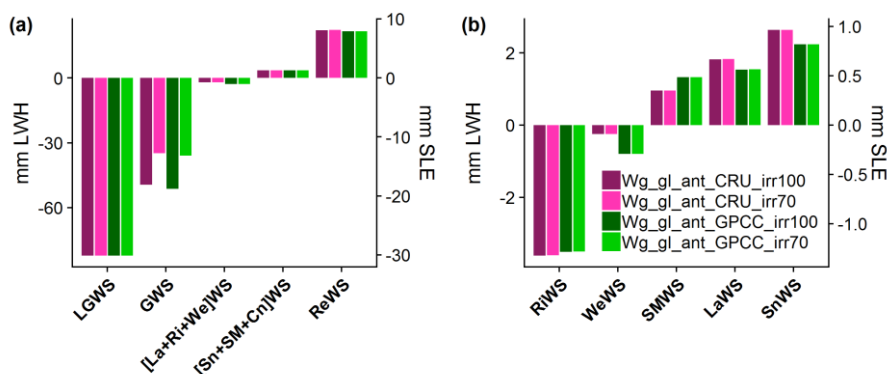 (a)
10
0
0
-30
-10
-60
-20
-30
mm LWH
mm SLE
LGWS
GWS
[La+Ri+We]WS
[Sn+SM+Cn]WS
ReWS
(b)
2
0
-2
1.0
0.5
0.0
-0.5
-1.0
mm LWH
mm SLE
Wg_gl_ant_CRU_irr100
Wg_gl_ant_CRU_irr70
Wg_gl_ant_GPCC_irr100
Wg_gl_ant_GPCC_irr70
RiWS
WeWS
SMWS
LaWS
SnWS